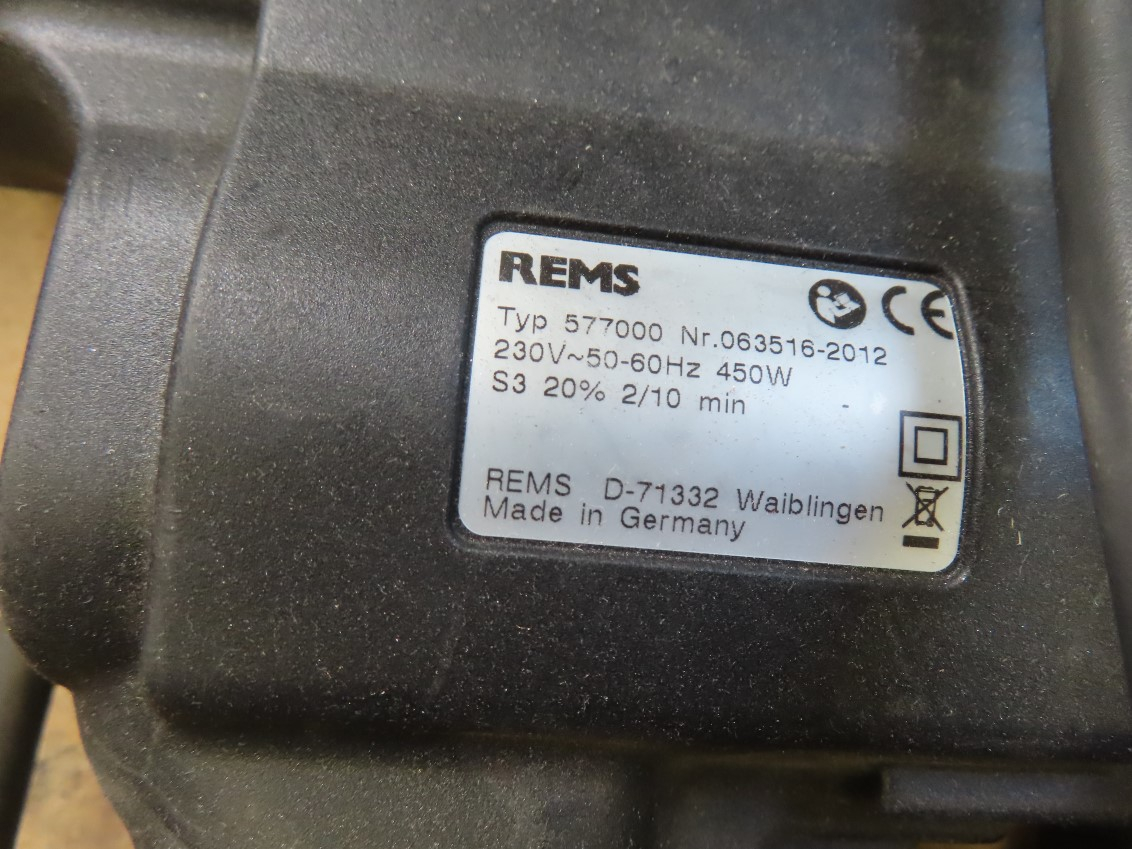 REMS
CE
Typ 577000 Nr.063516-2012
230V~50-60Hz 450W
S3 20% 2/10 min
REMS D-71332 Waiblingen
Made in Germany